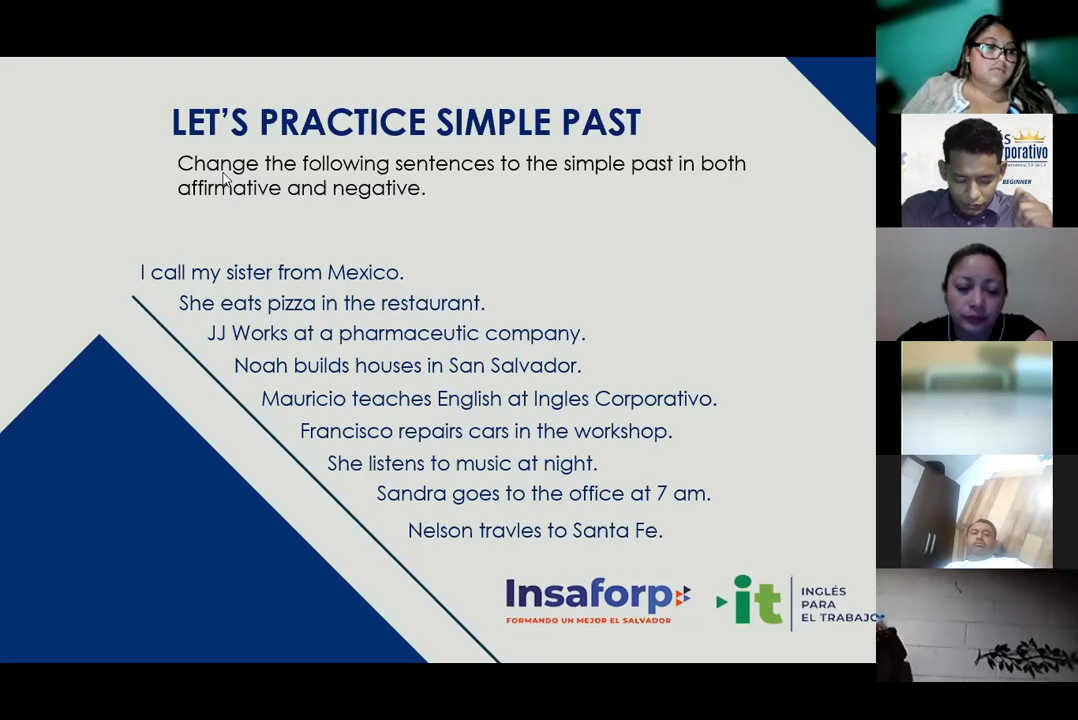 LET'S PRACTICE SIMPLE PAST
Change the following sentences to the simple past in both
affirmative and negative.
I call my sister from Mexico.
She eats pizza in the restaurant.
JJ Works at a pharmaceutic company.
Noah builds houses in San Salvador.
Mauricio teaches English at Ingles Corporativo.
Francisco repairs cars in the workshop.
She listens to music at night.
Sandra goes to the office at 7 am.
Nelson travles to Santa Fe.
Insaforp
FORMANDO UN MEJOR EL SALVADOR
it
INGLÉS
PARA
EL TRABAJO
S
porativo
BEGINNER